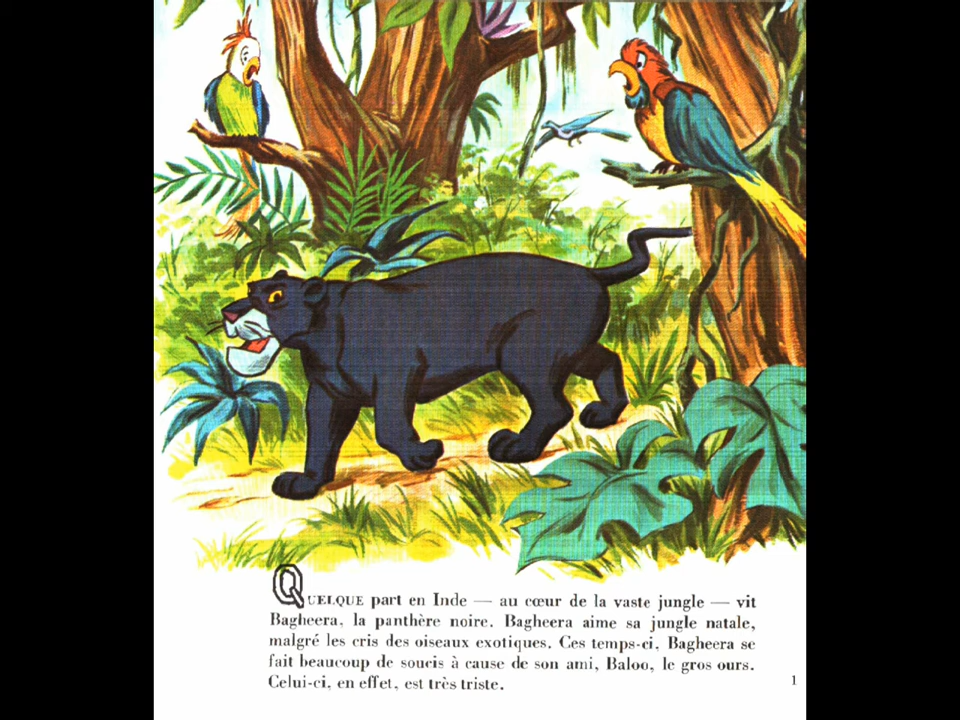 QUELQUE part en Inde — au cœur de la vaste jungle — vit
Bagheera, la panthère noire. Bagheera aime sa jungle natale,
malgré les cris des oiseaux exotiques. Ces temps-ci, Bagheera se
fait beaucoup de soucis à cause de son ami, Baloo, le gros ours.
Celui-ci, en effet, est très triste.
1